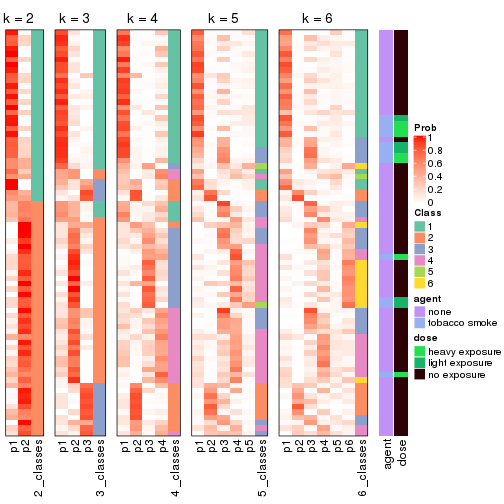 k = 2 k = 3 k = 4 k = 5 k = 6
Prob
1
0.8
0.6
0.4
0.2
0
Class
1
2
3
4
5
6
agent
none
tobacco smoke
dose
heavy exposure
light exposure
no exposure
p1 p2 2_classes p1 p2 p3 3_classes p1 p2 p3 p4 4_classes p1 p2 p3 p4 p5 5_classes p1 p2 p3 p4 p5 p6 6_classes agent dose